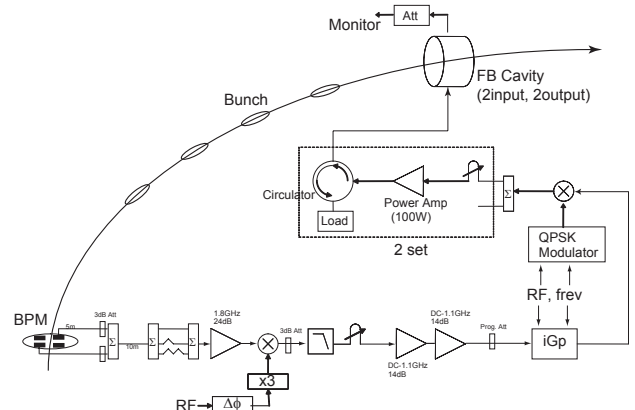 Monitor
Att
FB Cavity
(2input, 2output)
Bunch
Circulator
Load
Power Amp
(100W)
Σ
2 set
QPSK
Modulator
RF, frev
iGp
BPM
5m
3dB Att
Σ
10m
Σ
Σ
1.8GHz
24dB
3dB Att
x3
RF
Δϕ
DC-1.1GHz
14dB
DC-1.1GHz
14dB
Prog. Att